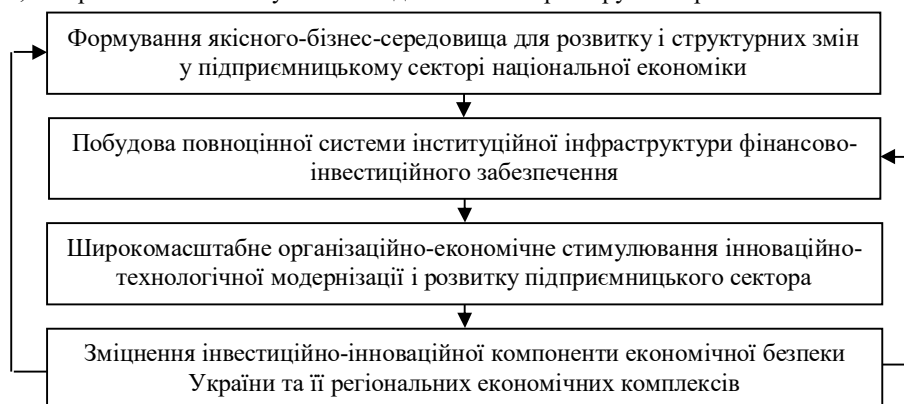 Формування якісного-бізнес-середовища для розвитку і структурних змін
у підприємницькому секторі національної економіки
Побудова повноцінної системи інституційної інфраструктури фінансово-
інвестиційного забезпечення
Широкомасштабне організаційно-економічне стимулювання інноваційно-
технологічної модернізації і розвитку підприємницького сектора
Зміцнення інвестиційно-інноваційної компоненти економічної безпеки
України та її регіональних економічних комплексів